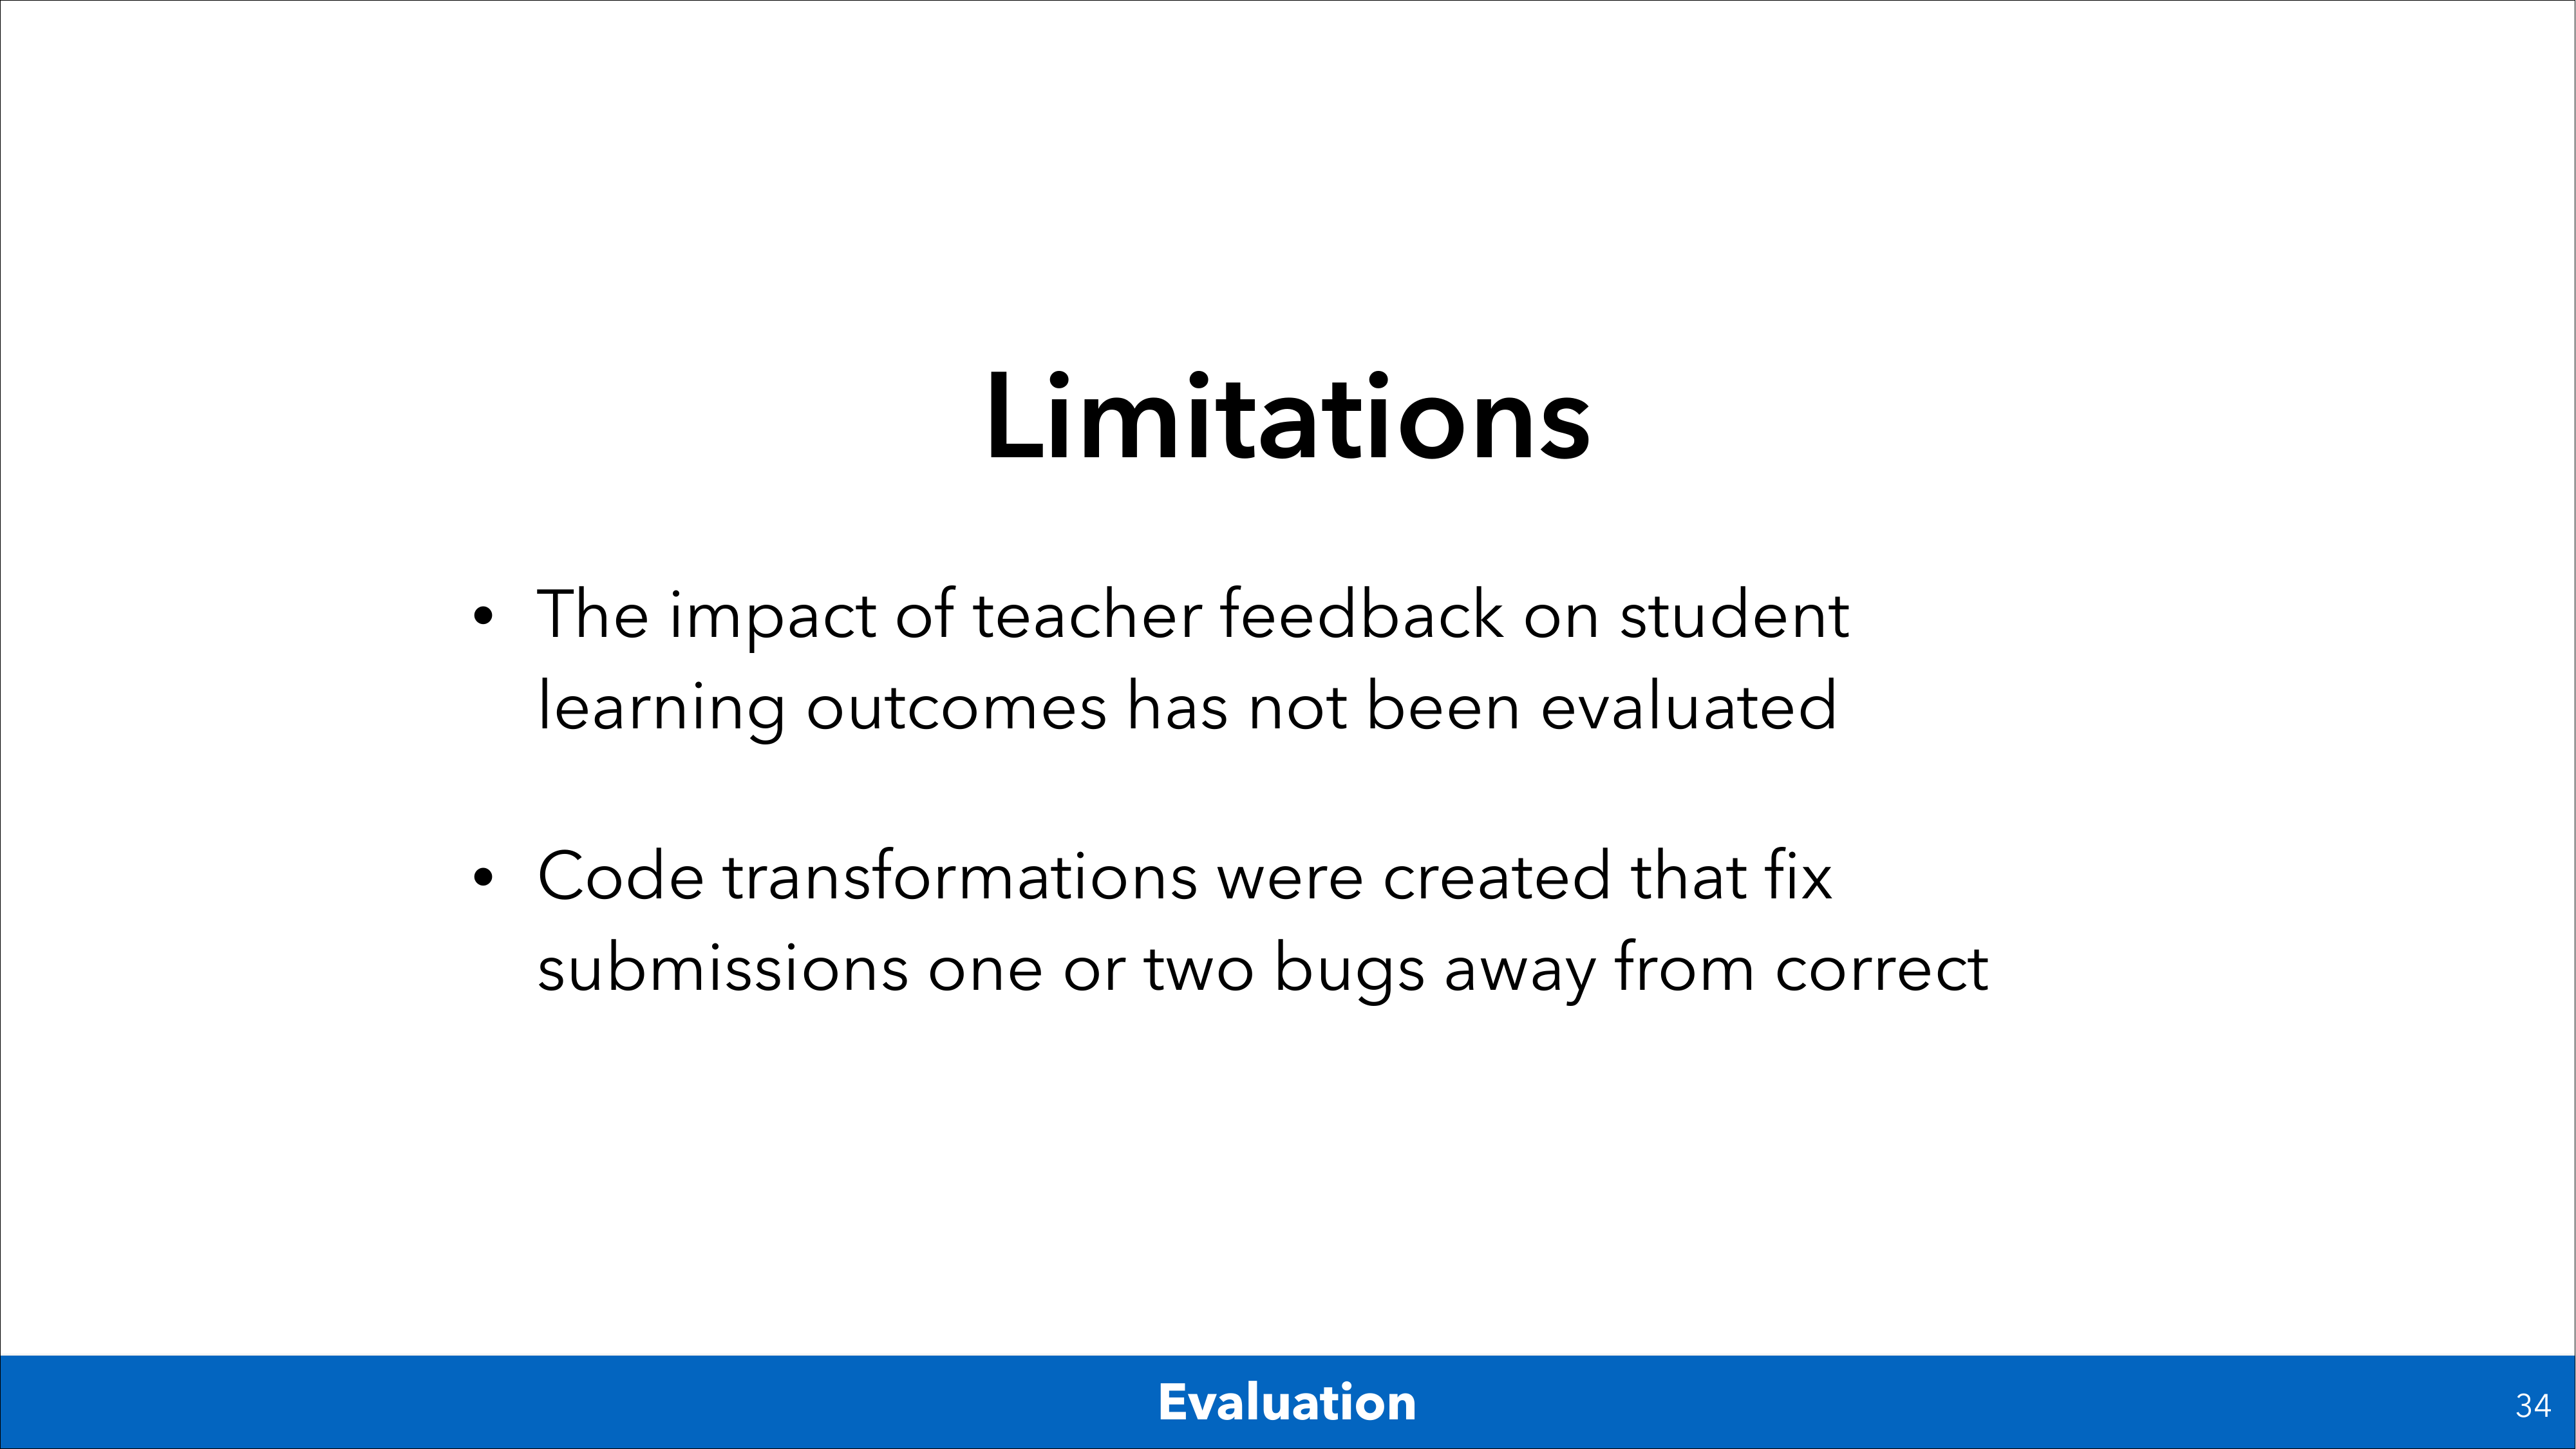 Limitations
• The impact of teacher feedback on student
learning outcomes has not been evaluated
• Code transformations were created that fix
submissions one or two bugs away from correct
Evaluation
34